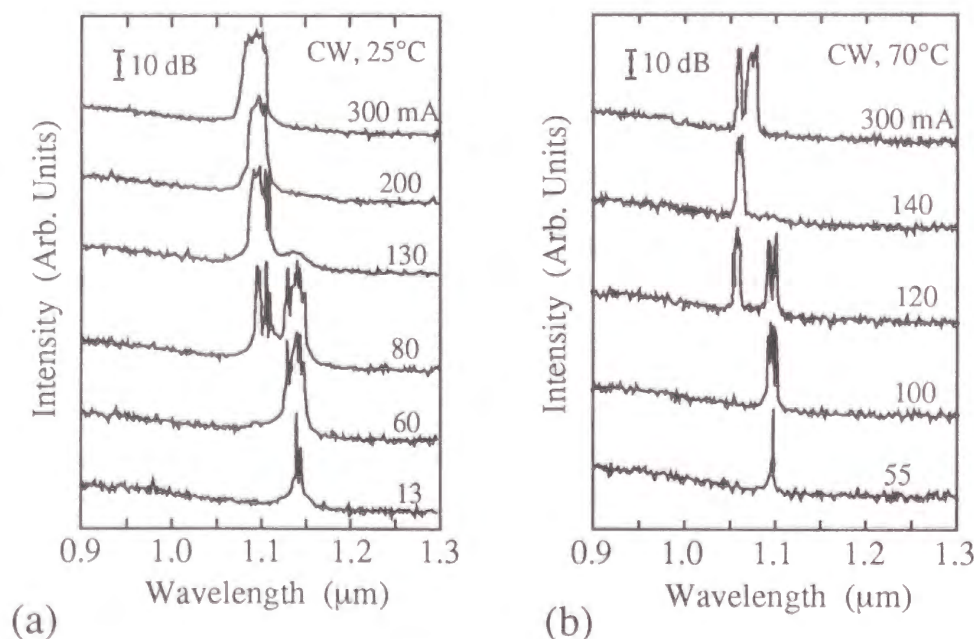 Intensity (Arb. Units)
10 dB
CW, 25°C
300 mA
200
130
80
60
13
0.9 1.0 1.1 1.2 1.3
Wavelength (μm)
(a)
Intensity (Arb. Units)
10 dB
CW, 70°C
300 mA
140
120
100
55
0.9 1.0 1.1 1.2 1.3
Wavelength (μm)
(b)